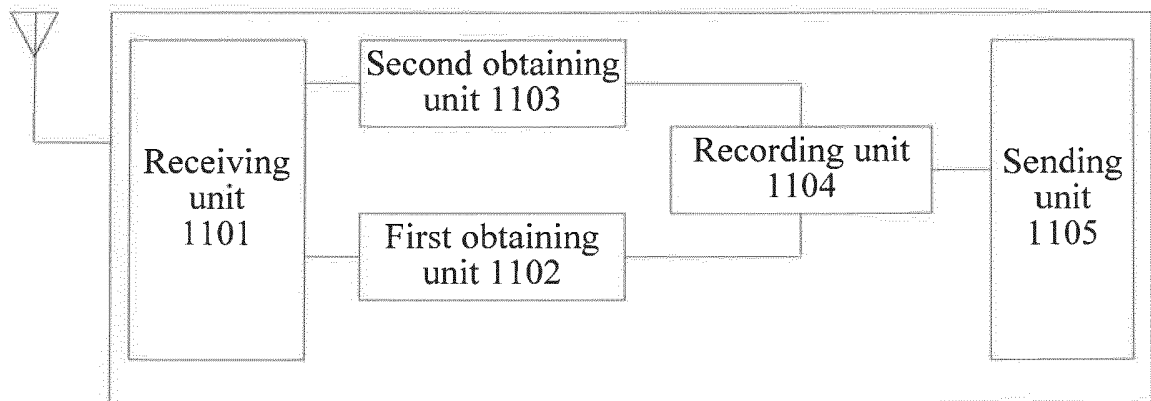 Receiving
unit
1101
Second obtaining
unit 1103
First obtaining
unit 1102
Recording unit
1104
Sending
unit
1105